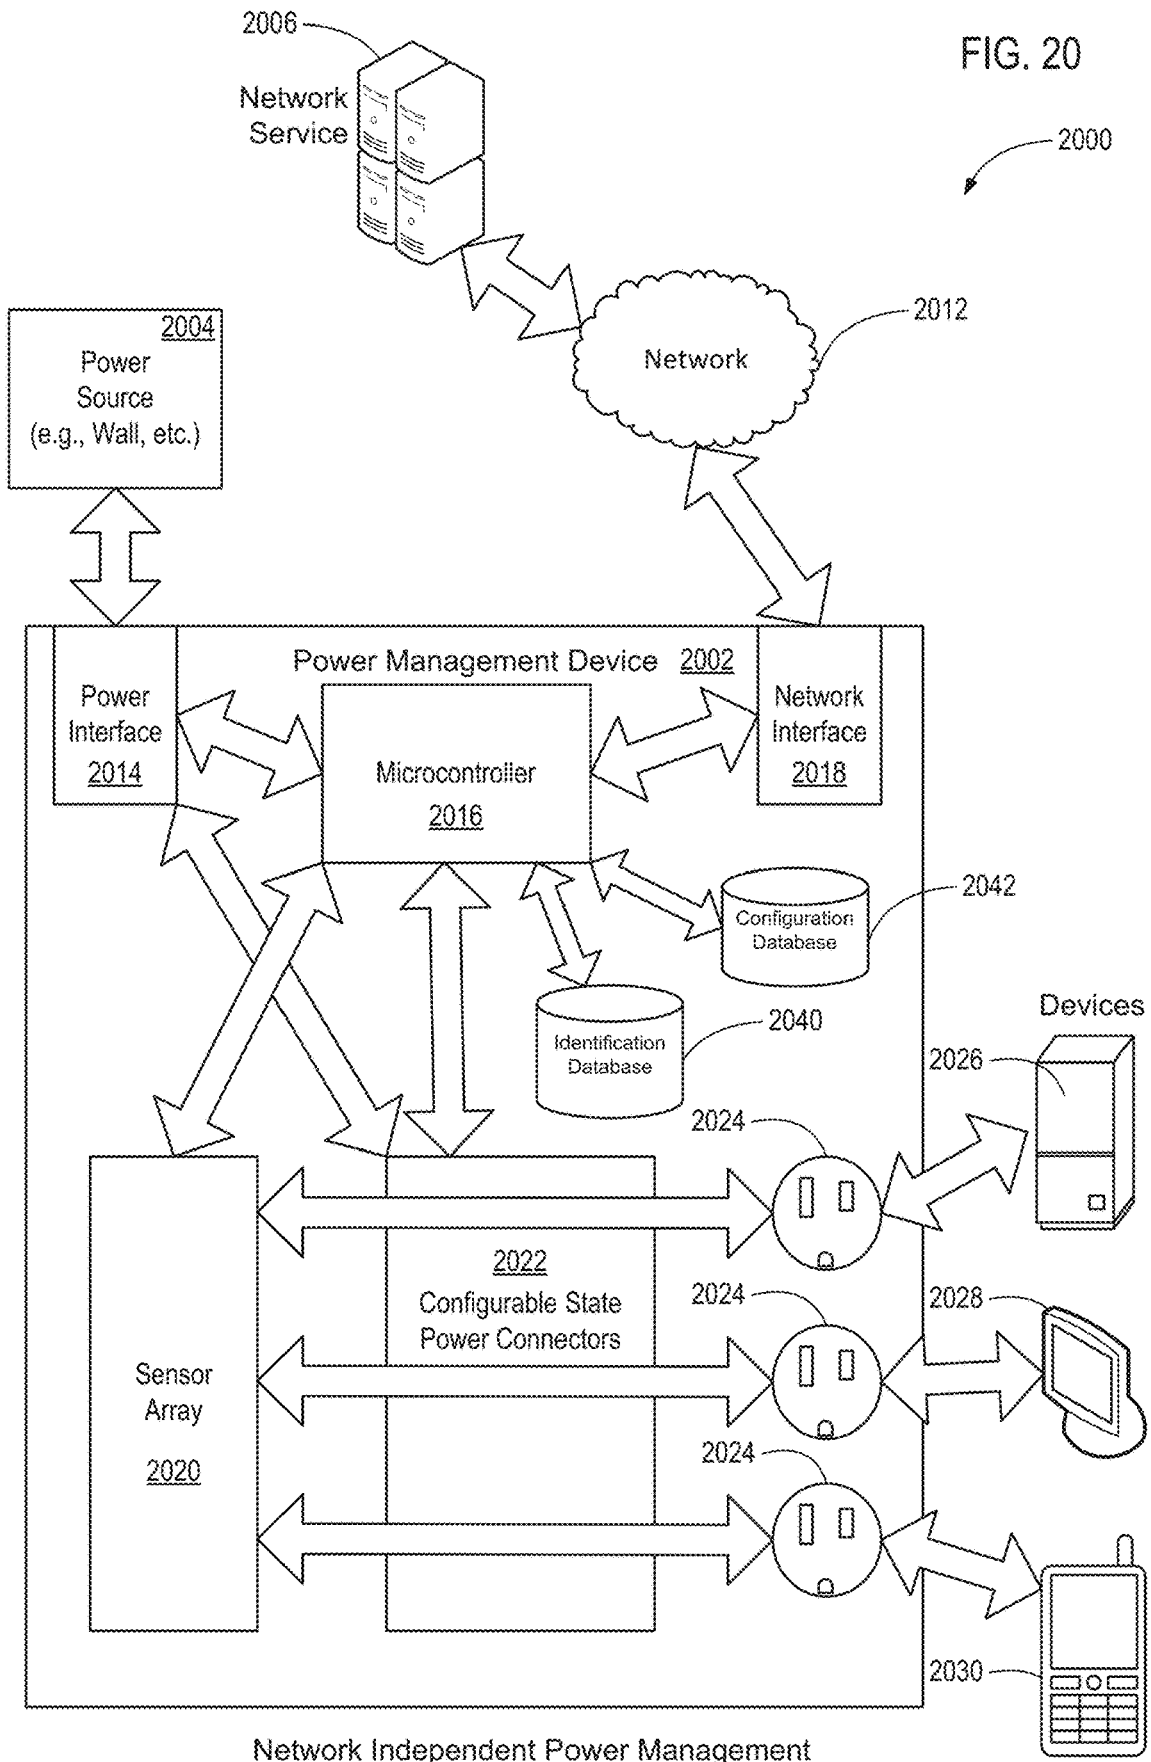 FIG. 20
2000
2006
Network
Service
Network
2012
2004
Power
Source
(e.g., Wall, etc.)
Power Management Device 2002
Power
Interface
2014
Microcontroller
2016
Network
Interface
2018
Configuration
Database
2042
Identification
Database
2040
Devices
2026
2024
2022
Configurable State
Power Connectors
2024
2028
Sensor
Array
2020
2024
2030
Network Independent Power Management